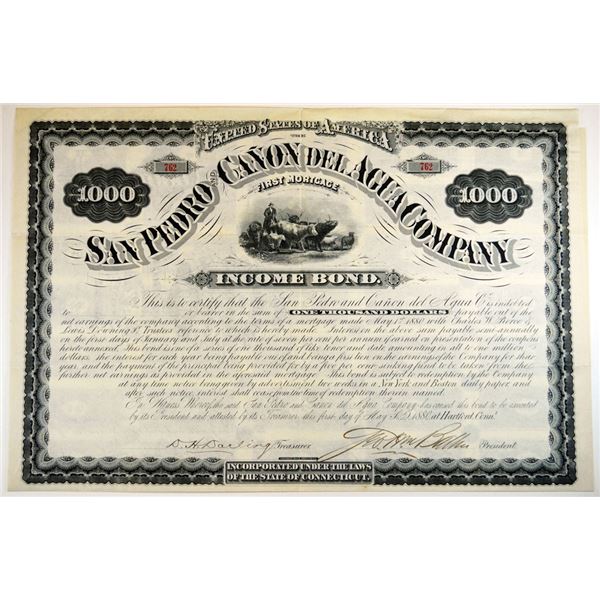 UNITED STATES OF AMERICA.
762
762
1000
1000
SAN PEDRO AND CAÑON DEL AGUA COMPANY
FIRST MORTGAGE
INCOME BOND.
This is to certify that the San Pedro and Cañon del Agua Co. is indebted
to or bearer in the sum of ONE THOUSAND DOLLARS payable out of the
net earnings of the company according to the terms of a mortgage made May 1st 1880, with Charles W. Pierce &
Lewis Downing Jr. Trustees reference to which is hereby made. Interest on the above sum payable semi-annually
on the first days of January and July at the rate of seven per cent per annum if earned on presentation of the coupons
hereto annexed. This bond is one of a series of one thousand of like tenor and date amounting in all to one million
dollars, the interest for each year being payable out of and being a first lien on the earnings of the Company for that
year, and the payment of the principal being provided for by a five per cent sinking fund to be taken from the
further net earnings as provided in the aforesaid mortgage. This bond is subject to redemption by the Company
at any time notice being given by advertisement two weeks in a New York and Boston daily paper, and
after such notice interest shall cease from the time of redemption therein named.
In Witness Whereof, the said San Pedro and Canon del Agua Company has caused this bond to be executed
by its President and attested by its Treasurer this first day of May A.D. 1880, at Hartford, Conn.
D. H. Darling Treasurer
President
INCORPORATED UNDER THE LAWS
OF THE STATE OF CONNECTICUT.